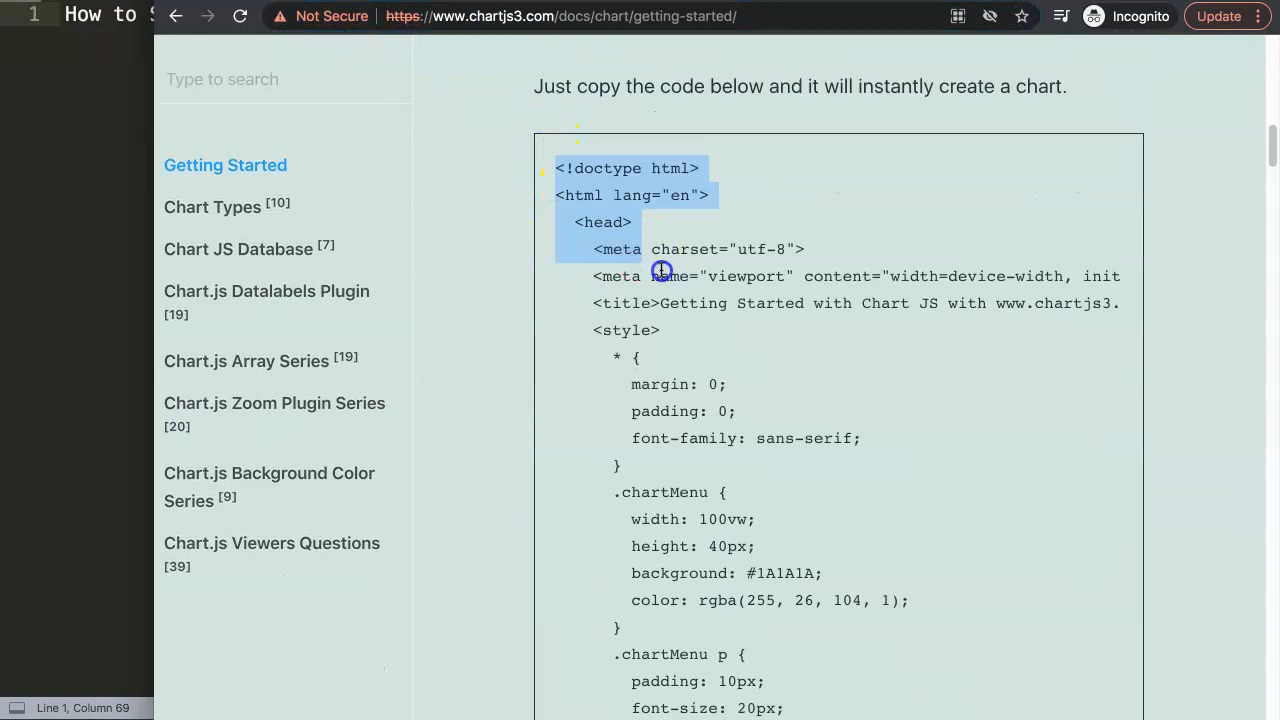 1
How to S
Not Secure
https://www.chartjs3.com/docs/chart/getting-started/
Incognito
Update
Type to search
Getting Started
Chart Types [10]
Chart JS Database [7]
Chart.js Datalabels Plugin
[19]
Chart.js Array Series [19]
Chart.js Zoom Plugin Series
[20]
Chart.js Background Color
Series [9]
Chart.js Viewers Questions
[39]
Just copy the code below and it will instantly create a chart.
<!doctype html>
<html lang="en">
<head>
<meta charset="utf-8">
<meta name="viewport" content="width=device-width, init
<title>Getting Started with Chart JS with www.chartjs3.
<style>
* {
margin: 0;
padding: 0;
font-family: sans-serif;
}
.chartMenu {
width: 100vw;
height: 40px;
background: #1A1A1A;
color: rgba(255, 26, 104, 1);
}
.chartMenu p {
padding: 10px;
font-size: 20px;
Line 1, Column 69